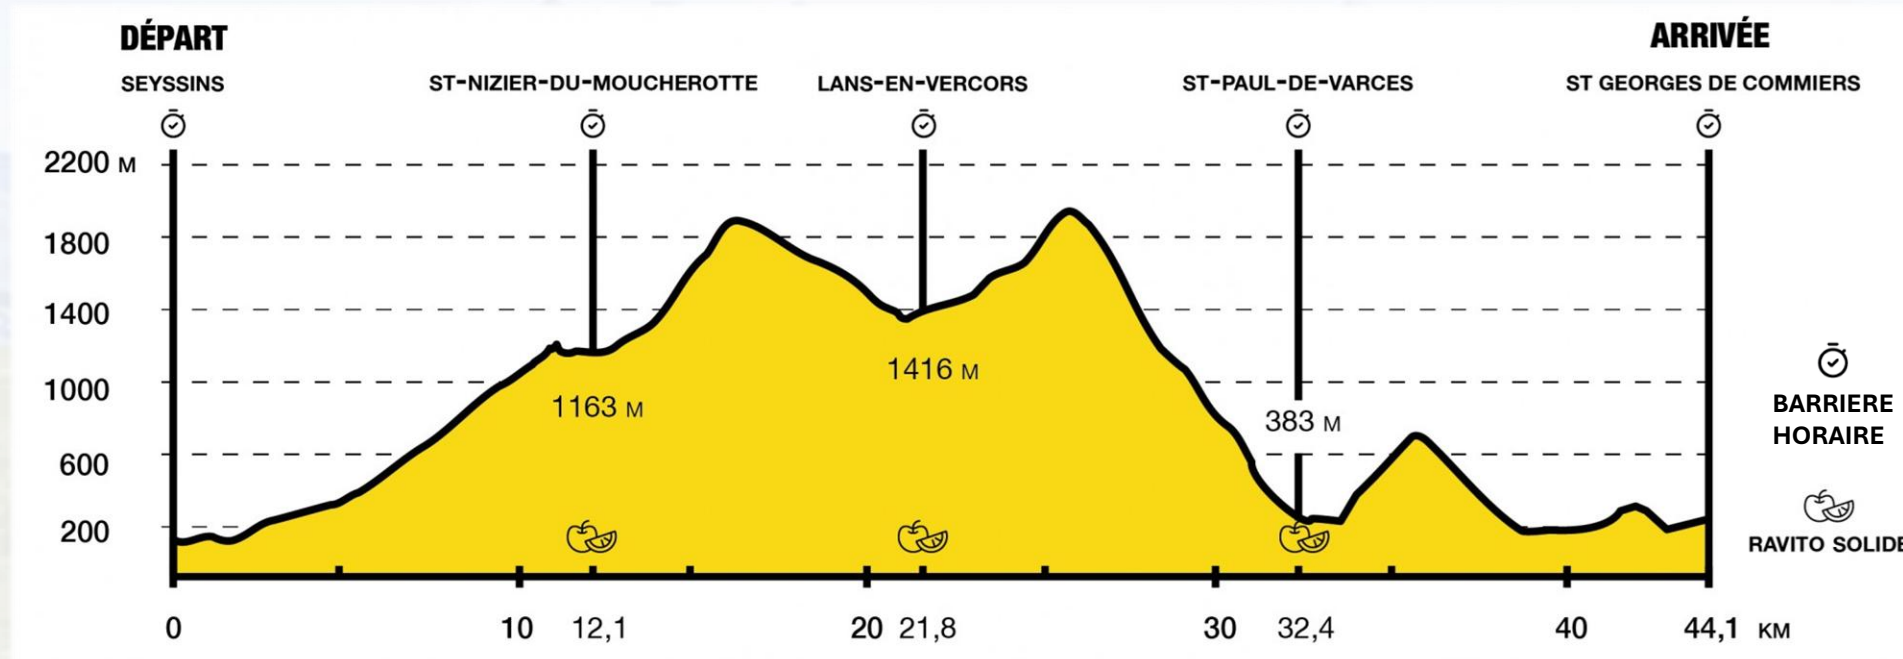 DÉPART
ARRIVÉE
SEYSSINS
ST-NIZIER-DU-MOUCHEROTTE
LANS-EN-VERCORS
ST-PAUL-DE-VARCES
ST GEORGES DE COMMIERS
2200 M
1800
1400
1000
600
200
1163 M
1416 M
383 M
BARRIERE
HORAIRE
RAVITO SOLIDE
0
10
12,1
20
21,8
30
32,4
40
44,1 KM